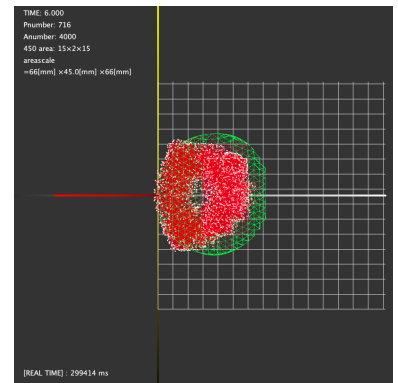 TIME: 6.000
Pnumber: 716
Anumber: 4000
450 area: 15×2×15
areascale
=66[mm] ×45.0[mm] ×66[mm]
[REAL TIME] : 299414 ms